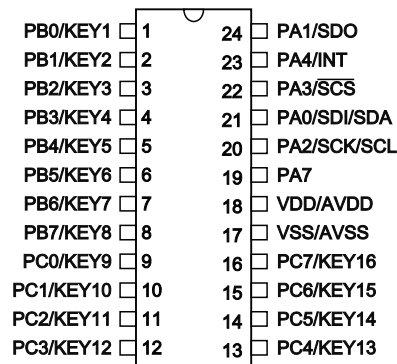 PB0/KEY1 1 24 PA1/SDO
PB1/KEY2 2 23 PA4/INT
PB2/KEY3 3 22 PA3/SCS
PB3/KEY4 4 21 PA0/SDI/SDA
PB4/KEY5 5 20 PA2/SCK/SCL
PB5/KEY6 6 19 PA7
PB6/KEY7 7 18 VDD/AVDD
PB7/KEY8 8 17 VSS/AVSS
PC0/KEY9 9 16 PC7/KEY16
PC1/KEY10 10 15 PC6/KEY15
PC2/KEY11 11 14 PC5/KEY14
PC3/KEY12 12 13 PC4/KEY13